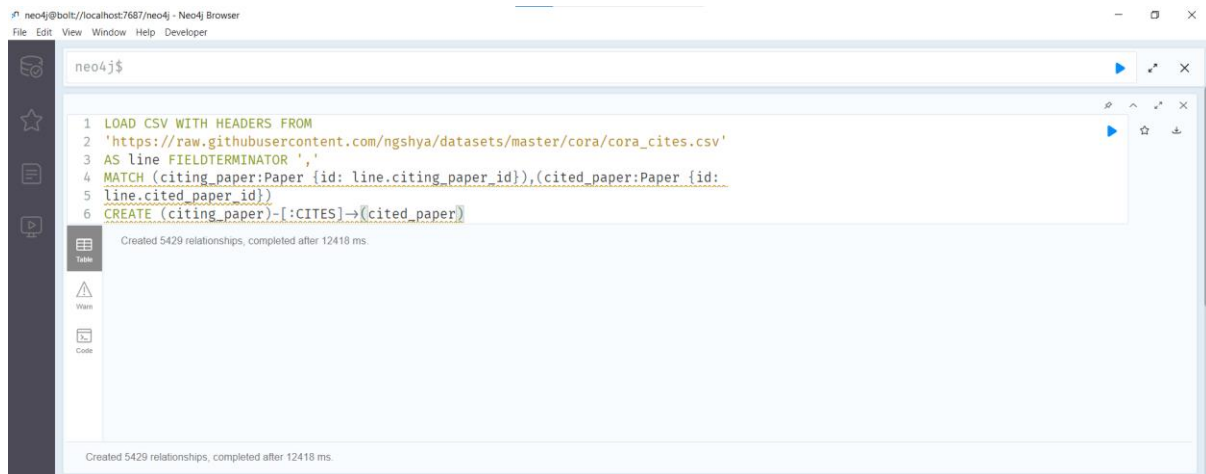 neo4j@bolt://localhost:7687/neo4j - Neo4j Browser
File Edit View Window Help Developer
neo4j$
1 LOAD CSV WITH HEADERS FROM
2 'https://raw.githubusercontent.com/ngshya/datasets/master/cora/cora_cites.csv'
3 AS line FIELDTERMINATOR ','
4 MATCH (citing_paper:Paper {id: line.citing_paper_id}),(cited_paper:Paper {id:
5 line.cited_paper_id})
6 CREATE (citing_paper)-[:CITES]→(cited_paper)
Table
Created 5429 relationships, completed after 12418 ms.
Warn
Code
Created 5429 relationships, completed after 12418 ms.